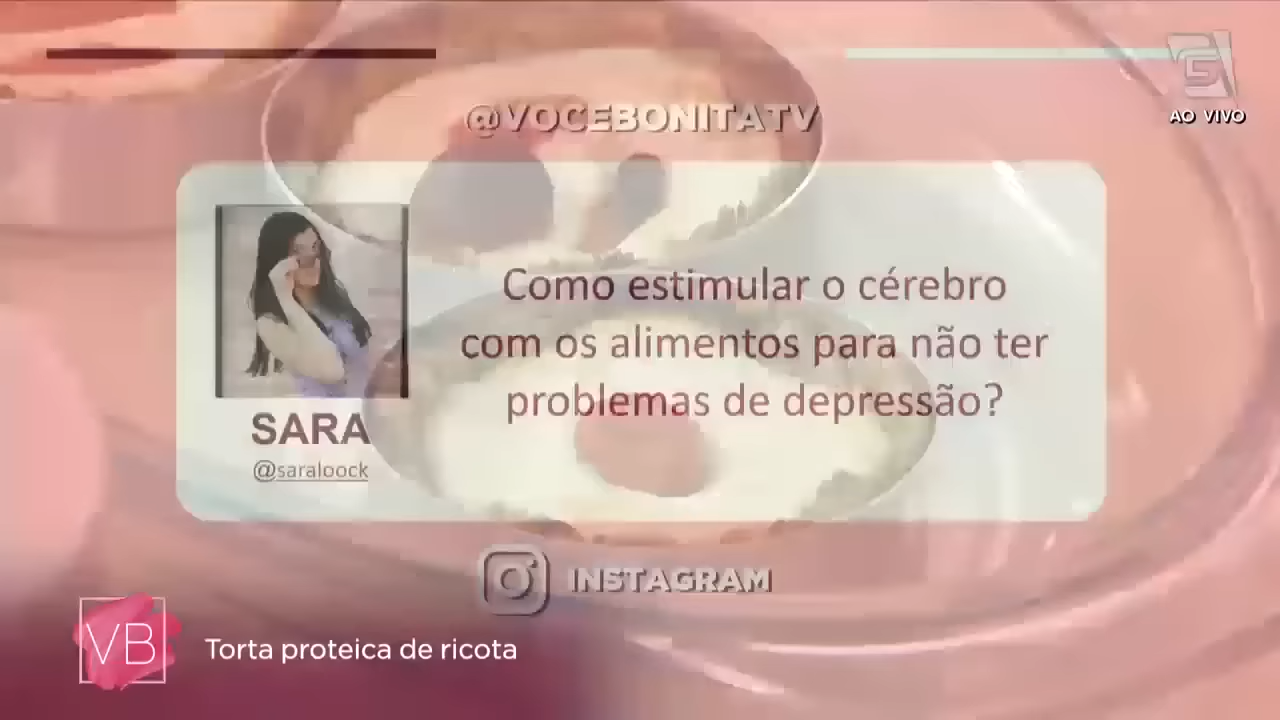 @VOCEBONITATV
G
AO VIVO
Como estimular o cérebro
com os alimentos para não ter
problemas de depressão?
SARA
@saraloock
INSTAGRAM
VB
Torta proteica de ricota